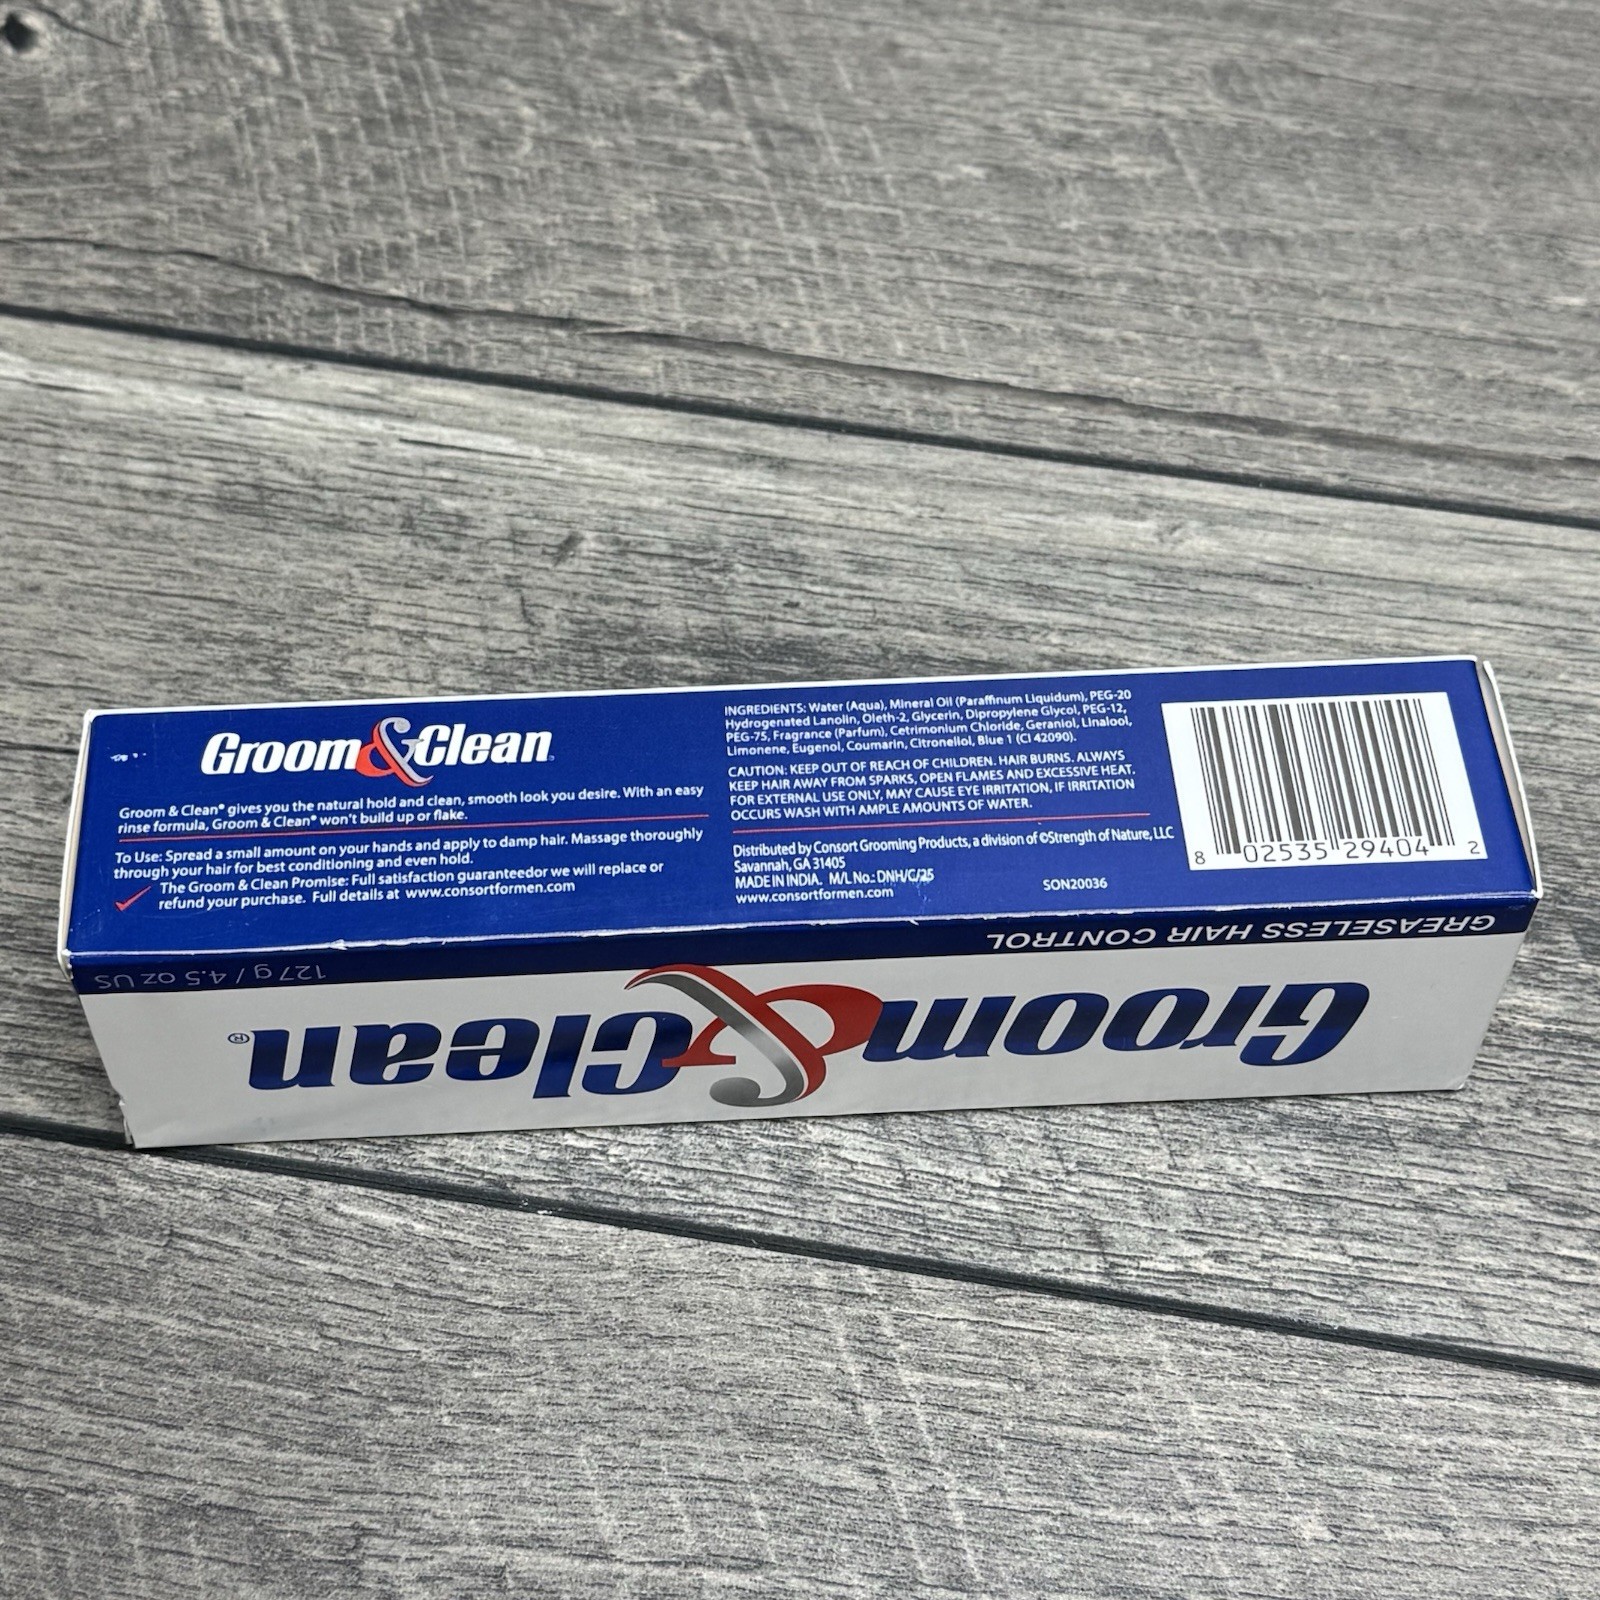 Groom&Clean
Groom & Clean® gives you the natural hold and clean, smooth look you desire. With an easy
rinse formula, Groom & Clean® won't build up or flake.
To Use: Spread a small amount on your hands and apply to damp hair. Massage thoroughly
through your hair for best conditioning and even hold.
The Groom & Clean Promise: Full satisfaction guaranteedor we will replace or
refund your purchase. Full details at www.consortformen.com
INGREDIENTS: Water (Aqua), Mineral Oil (Paraffinum Liquidum), PEG-20
Hydrogenated Lanolin, Oleth-2, Glycerin, Dipropylene Glycol, PEG-12,
PEG-75, Fragrance (Parfum), Cetrimonium Chloride, Geraniol, Linalool,
Limonene, Eugenol, Coumarin, Citronellol, Blue 1 (CI 42090).
CAUTION: KEEP OUT OF REACH OF CHILDREN. HAIR BURNS. ALWAYS
KEEP HAIR AWAY FROM SPARKS, OPEN FLAMES AND EXCESSIVE HEAT.
FOR EXTERNAL USE ONLY, MAY CAUSE EYE IRRITATION, IF IRRITATION
OCCURS WASH WITH AMPLE AMOUNTS OF WATER.
Distributed by Consort Grooming Products, a division of ©Strength of Nature, LLC
Savannah, GA 31405
MADE IN INDIA. M/L No.: DNH/C/25
www.consortformen.com SON20036
8 02535 29404 2
GREASELESS HAIR CONTROL
127 g / 4.5 oz US
Groom&Clean®